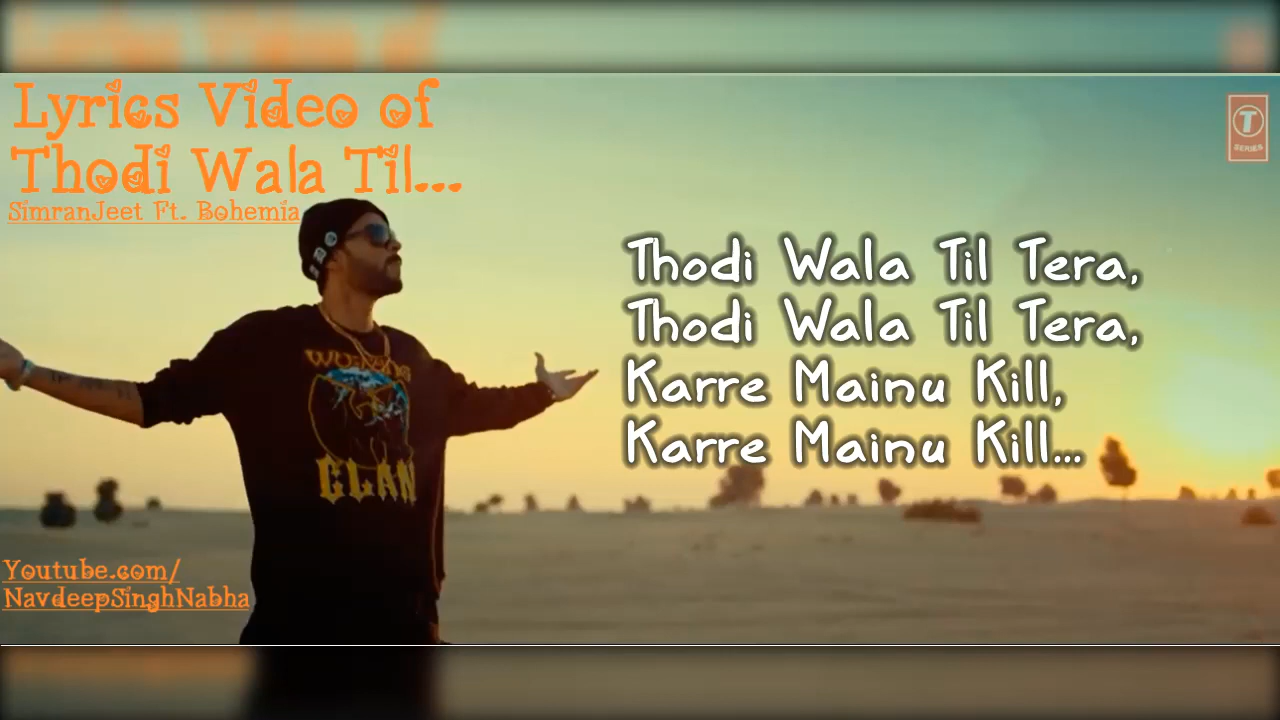 Lyrics Video of
Thodi Wala Til...
SimranJeet Ft. Bohemia
T
SERIES
Thodi Wala Til Tera,
Thodi Wala Til Tera,
Karre Mainu Kill,
Karre Mainu Kill...
CLAN
Youtube.com/
NavdeepSinghNabha